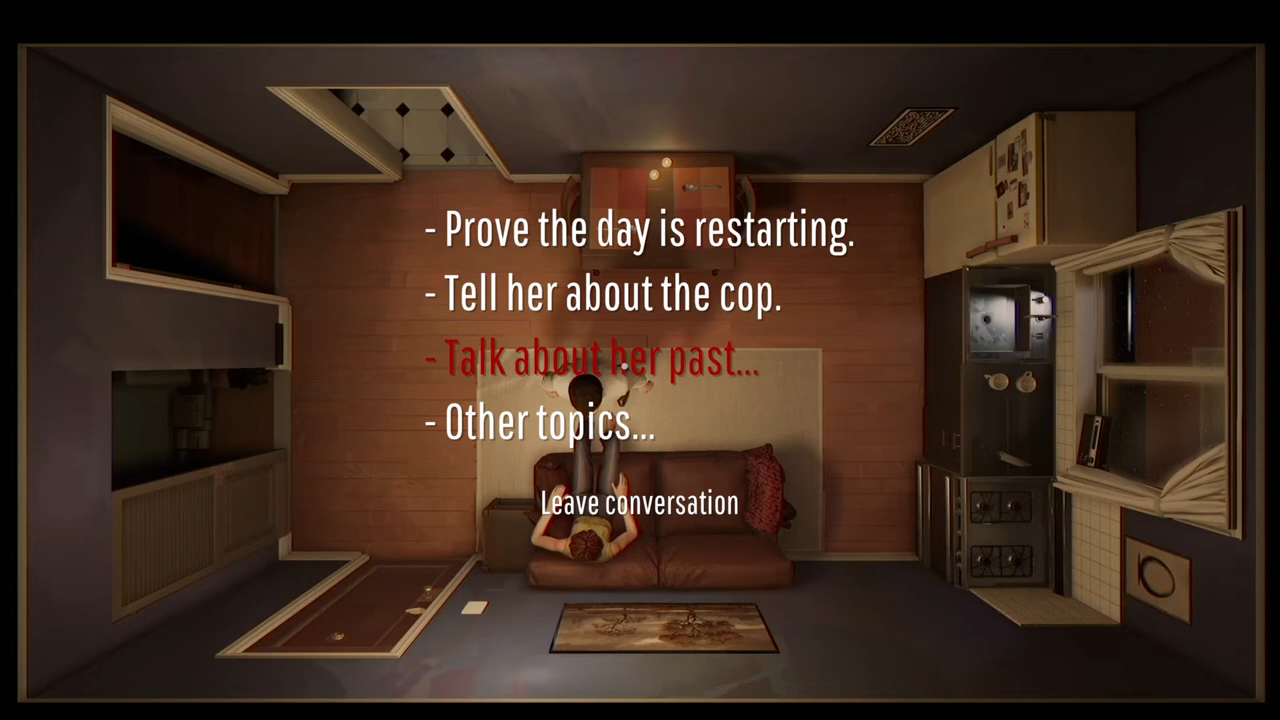 - Prove the day is restarting.
- Tell her about the cop.
- Talk about her past...
- Other topics...
Leave conversation